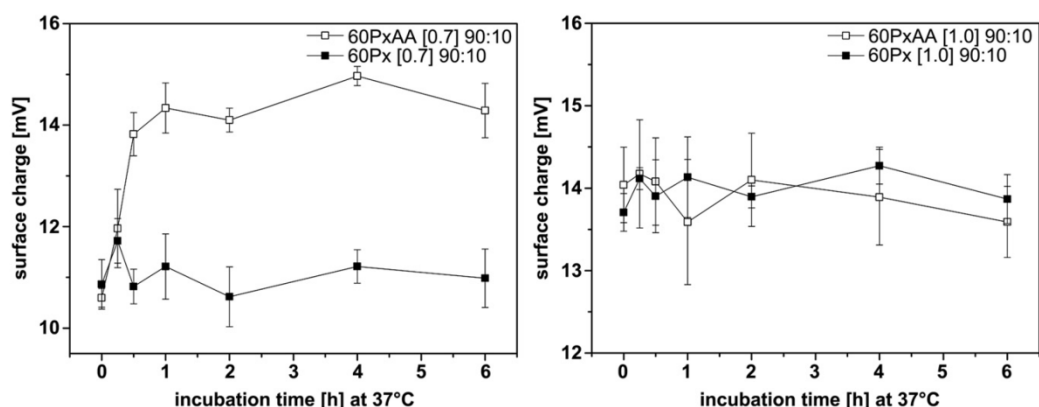 16
14
12
10
surface charge [mV]
60PxAA [0.7] 90:10
60Px [0.7] 90:10
0 1 2 3 4 5 6
incubation time [h] at 37°C
16
15
14
13
12
surface charge [mV]
60PxAA [1.0] 90:10
60Px [1.0] 90:10
0 1 2 3 4 5 6
incubation time [h] at 37°C